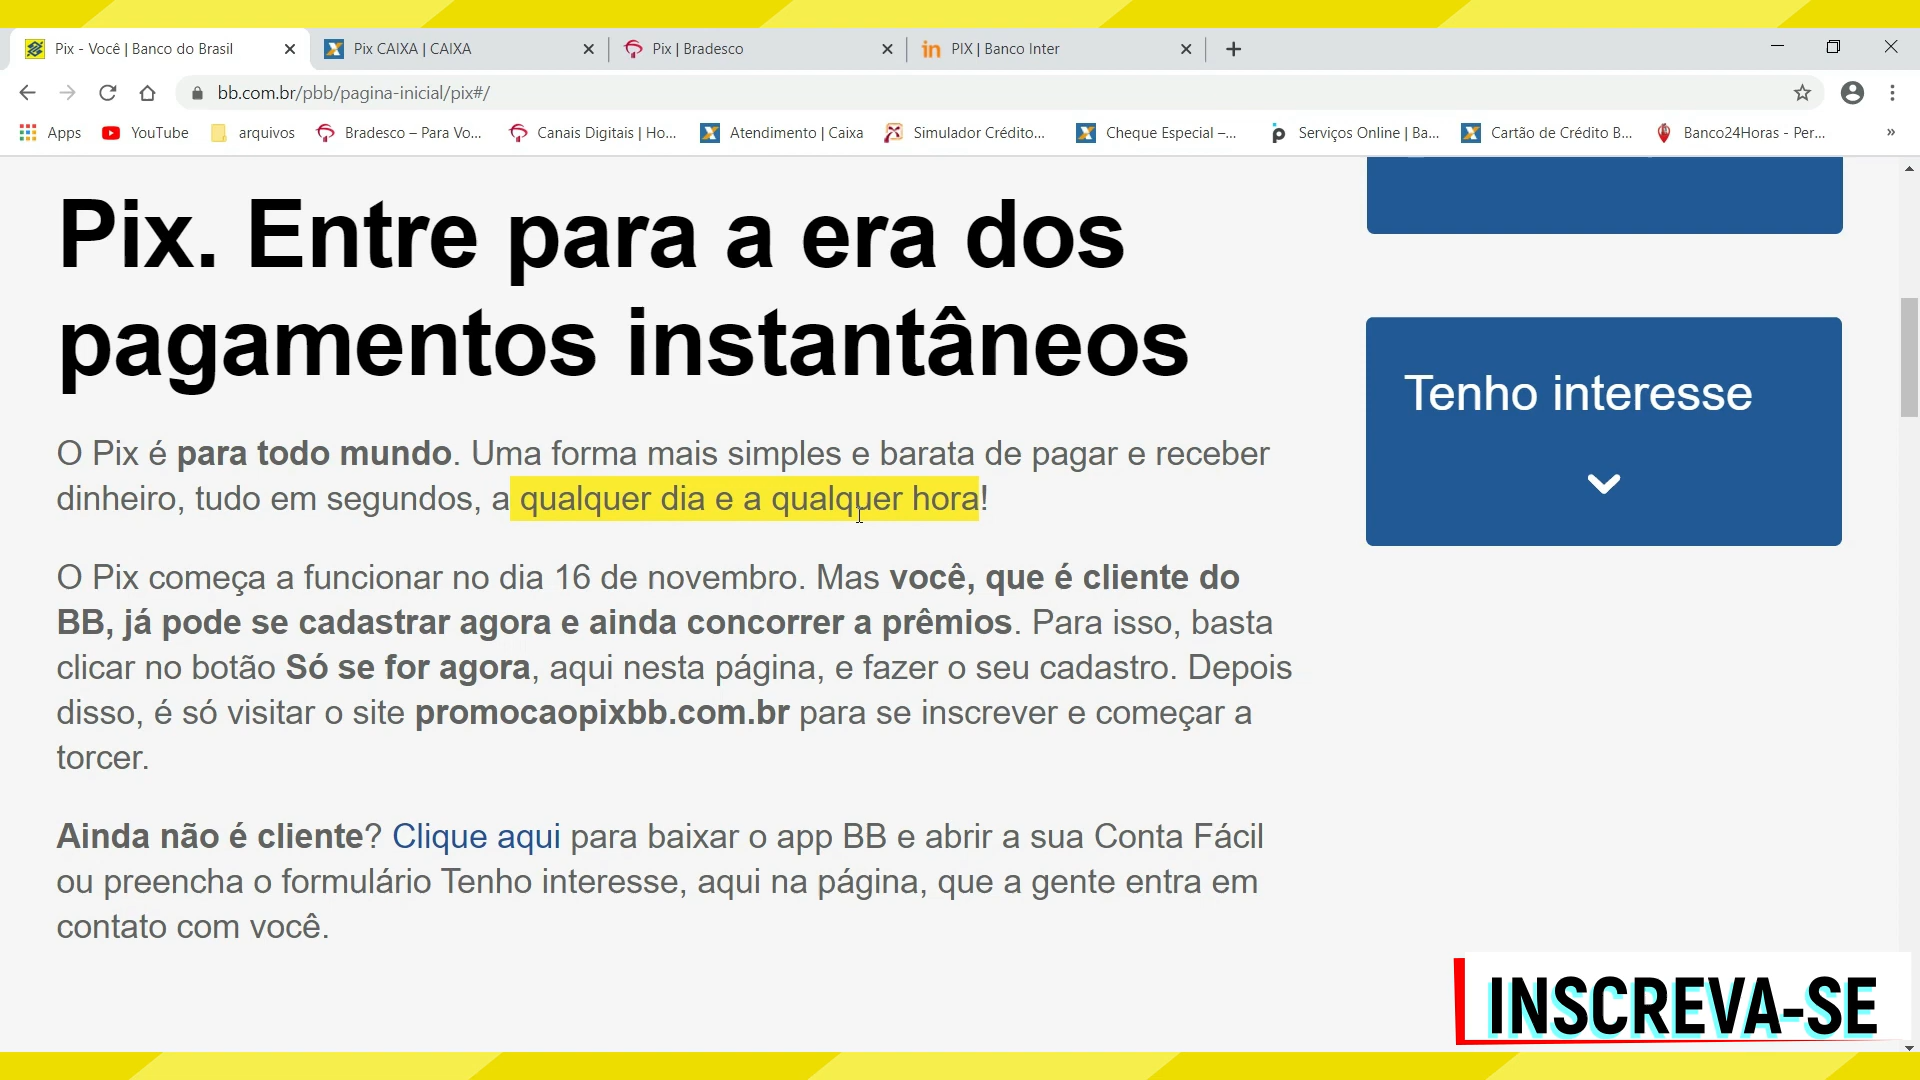 Pix - Você | Banco do Brasil
Pix CAIXA | CAIXA
Pix | Bradesco
in PIX | Banco Inter
bb.com.br/pbb/pagina-inicial/pix#/
Apps
YouTube
arquivos
Bradesco – Para Vo...
Canais Digitais | Ho...
Atendimento | Caixa
Simulador Crédito...
Cheque Especial –...
Serviços Online | Ba...
Cartão de Crédito B...
Banco24Horas - Per...
»
Pix. Entre para a era dos
pagamentos instantâneos
O Pix é para todo mundo. Uma forma mais simples e barata de pagar e receber
dinheiro, tudo em segundos, a qualquer dia e a qualquer hora!
O Pix começa a funcionar no dia 16 de novembro. Mas você, que é cliente do
BB, já pode se cadastrar agora e ainda concorrer a prêmios. Para isso, basta
clicar no botão Só se for agora, aqui nesta página, e fazer o seu cadastro. Depois
disso, é só visitar o site promocaopixbb.com.br para se inscrever e começar a
torcer.
Ainda não é cliente? Clique aqui para baixar o app BB e abrir a sua Conta Fácil
ou preencha o formulário Tenho interesse, aqui na página, que a gente entra em
contato com você.
Tenho interesse
INSCREVA-SE